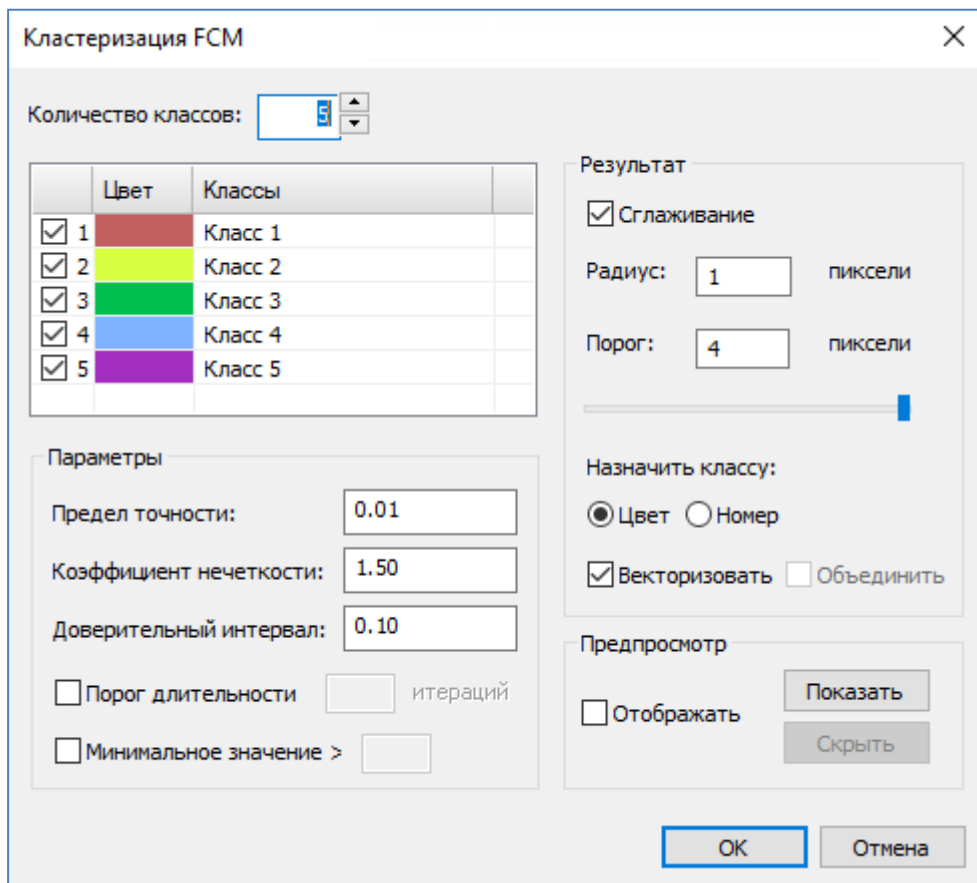 Кластеризация FCM
Количество классов: 5
Цвет Классы
1 Класс 1
2 Класс 2
3 Класс 3
4 Класс 4
5 Класс 5
Параметры
Предел точности: 0.01
Коэффициент нечеткости: 1.50
Доверительный интервал: 0.10
Порог длительности итераций
Минимальное значение >
Результат
Сглаживание
Радиус: 1 пиксели
Порог: 4 пиксели
Назначить классу:
Цвет Номер
Векторизовать Объединить
Предпросмотр
Отображать
Показать
Скрыть
OK Отмена